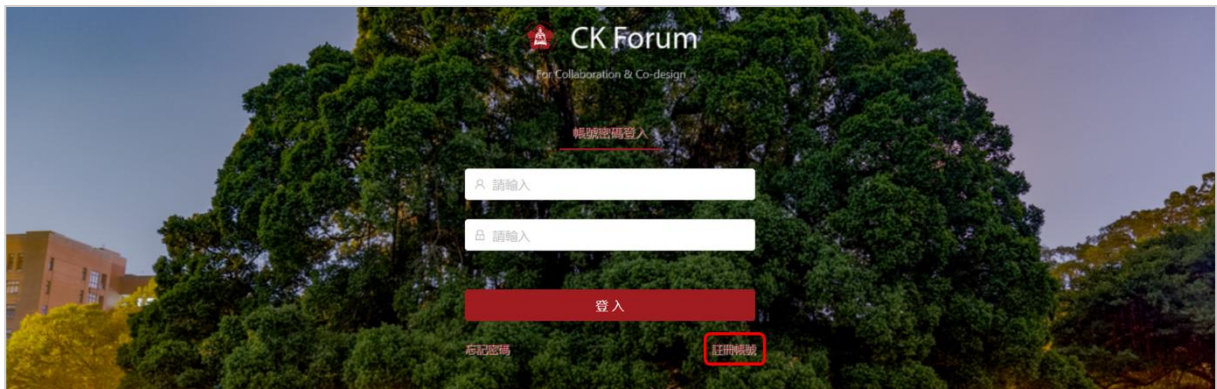 CK Forum
For Collaboration & Co-design
帳號密碼登入
請輸入
請輸入
登入
忘記密碼
註冊帳號